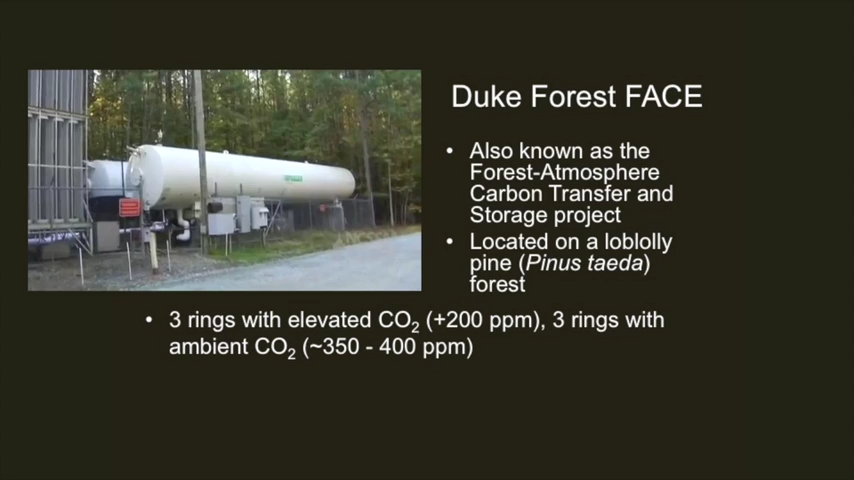 Duke Forest FACE
• Also known as the
Forest-Atmosphere
Carbon Transfer and
Storage project
• Located on a loblolly
pine (Pinus taeda)
forest
• 3 rings with elevated CO₂ (+200 ppm), 3 rings with
ambient CO₂ (~350 - 400 ppm)